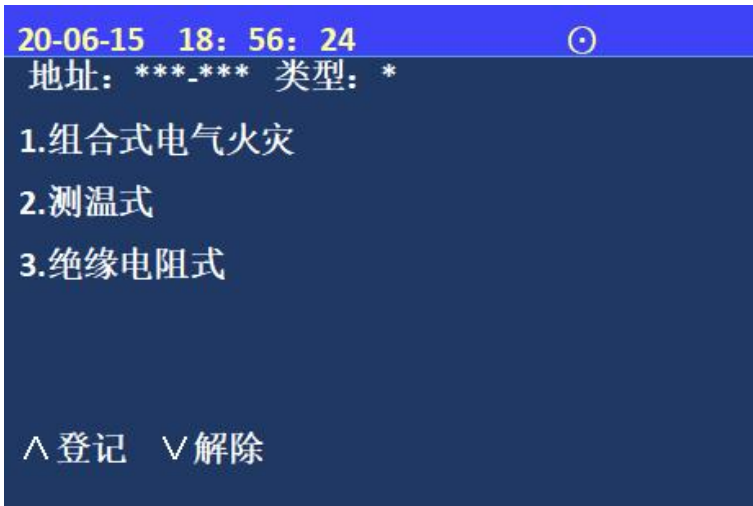 20-06-15 18：56：24 ⊙
地址：***-*** 类型：*
1.组合式电气火灾
2.测温式
3.绝缘电阻式
∧登记 ∨解除